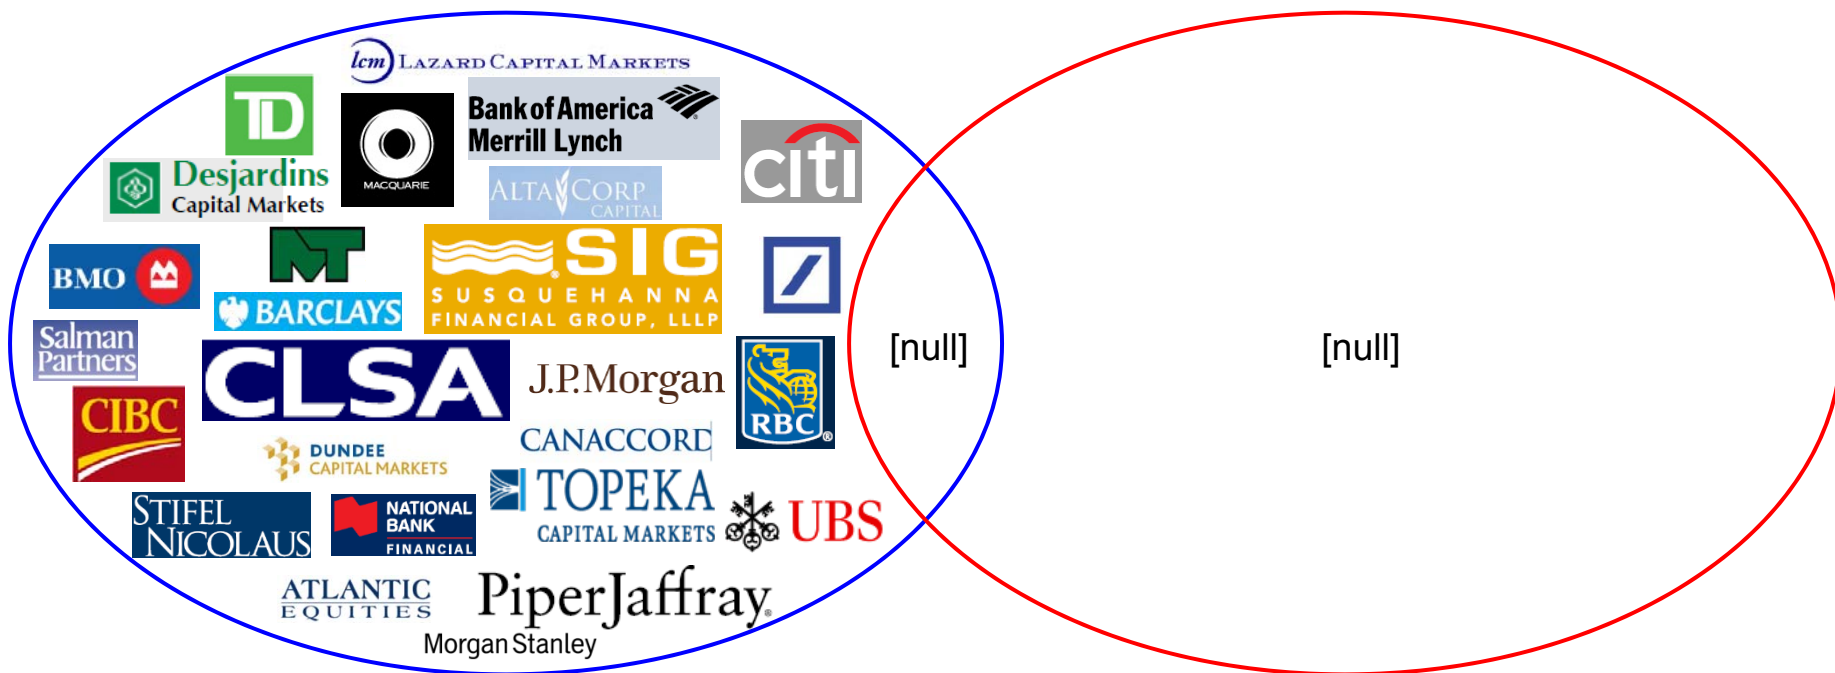 lcm LAZARD CAPITAL MARKETS
TD
MACQUARIE
Bank of America
Merrill Lynch
citi
Desjardins
Capital Markets
ALTACORP
CAPITAL
BMO
MT
SIG
SUSQUEHANNA
FINANCIAL GROUP, LLLP
BARCLAYS
Salman
Partners
CLSA
J.P.Morgan
RBC®
[null]
[null]
CIBC
DUNDEE
CAPITAL MARKETS
CANACCORD
TOPEKA
CAPITAL MARKETS
UBS
STIFEL
NICOLAUS
NATIONAL
BANK
FINANCIAL
ATLANTIC
EQUITIES
PiperJaffray®
Morgan Stanley